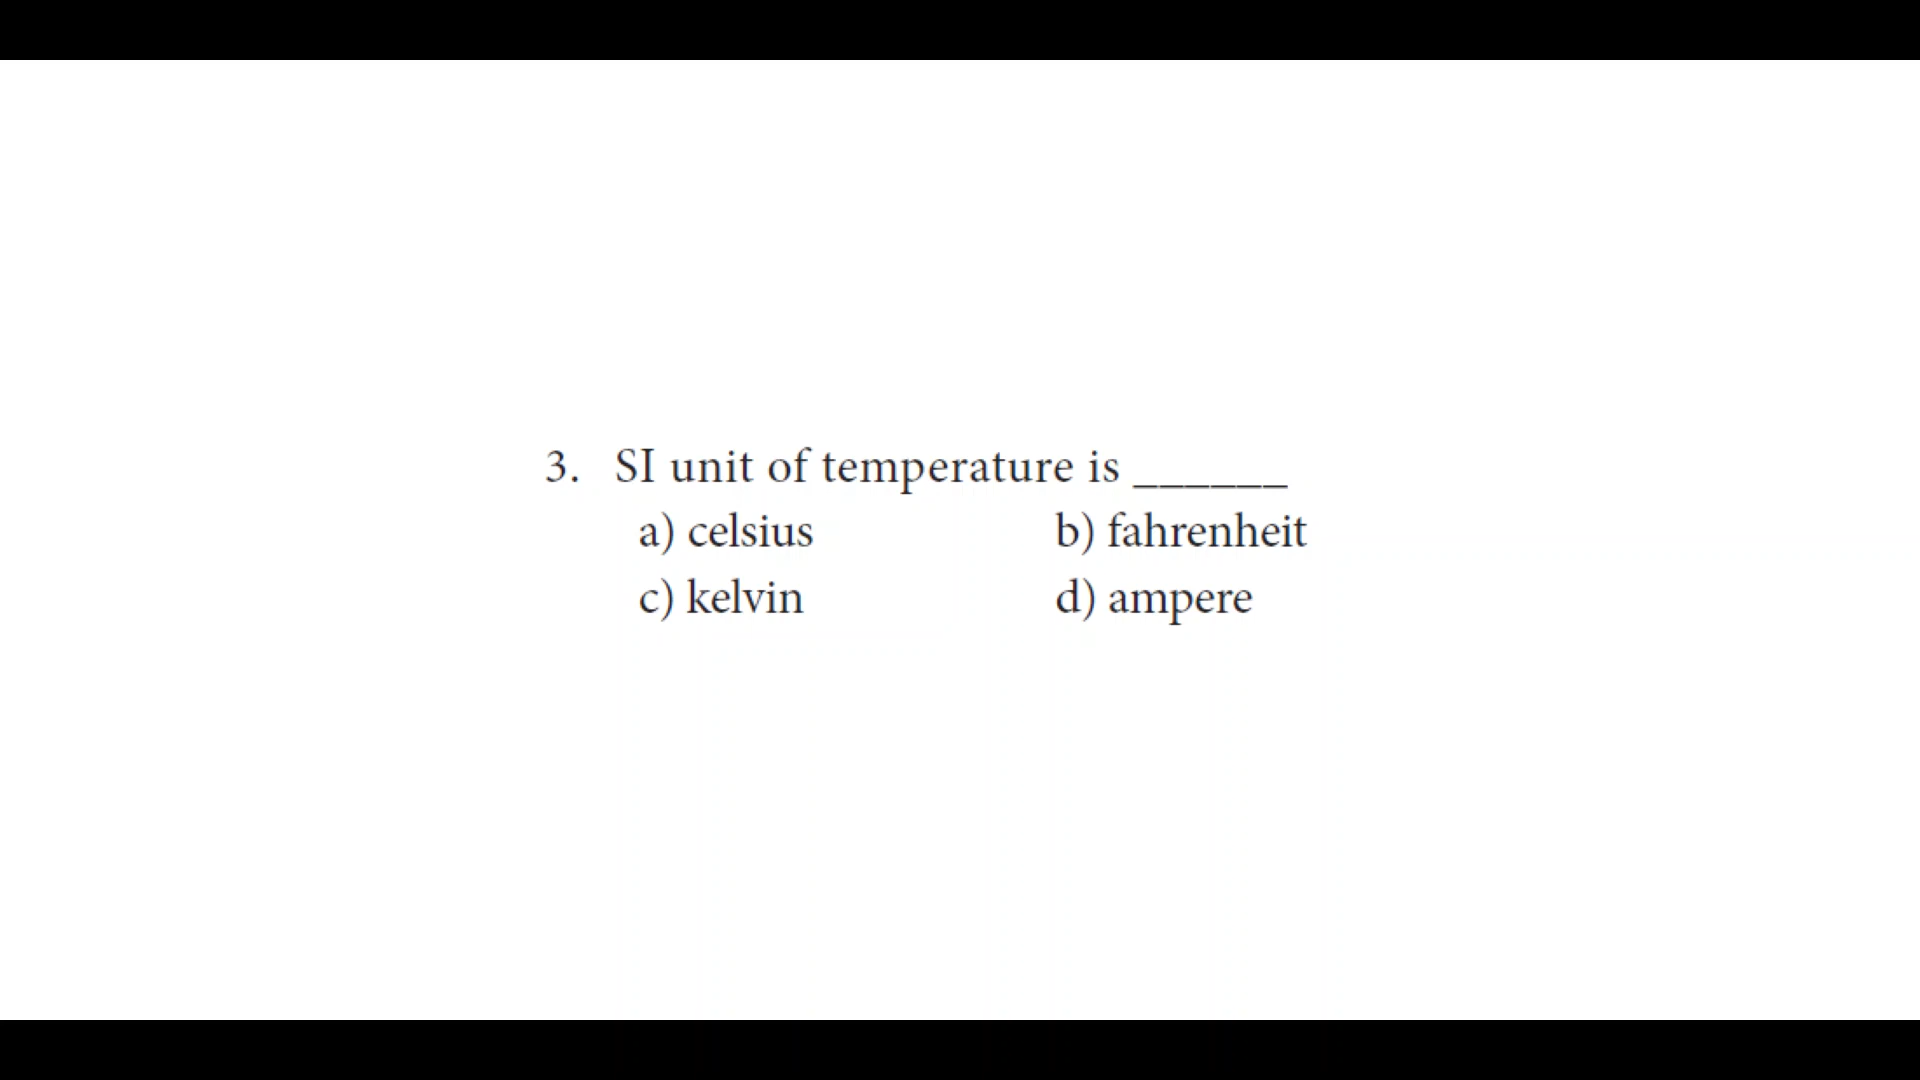 3. SI unit of temperature is ______
a) celsius b) fahrenheit
c) kelvin d) ampere